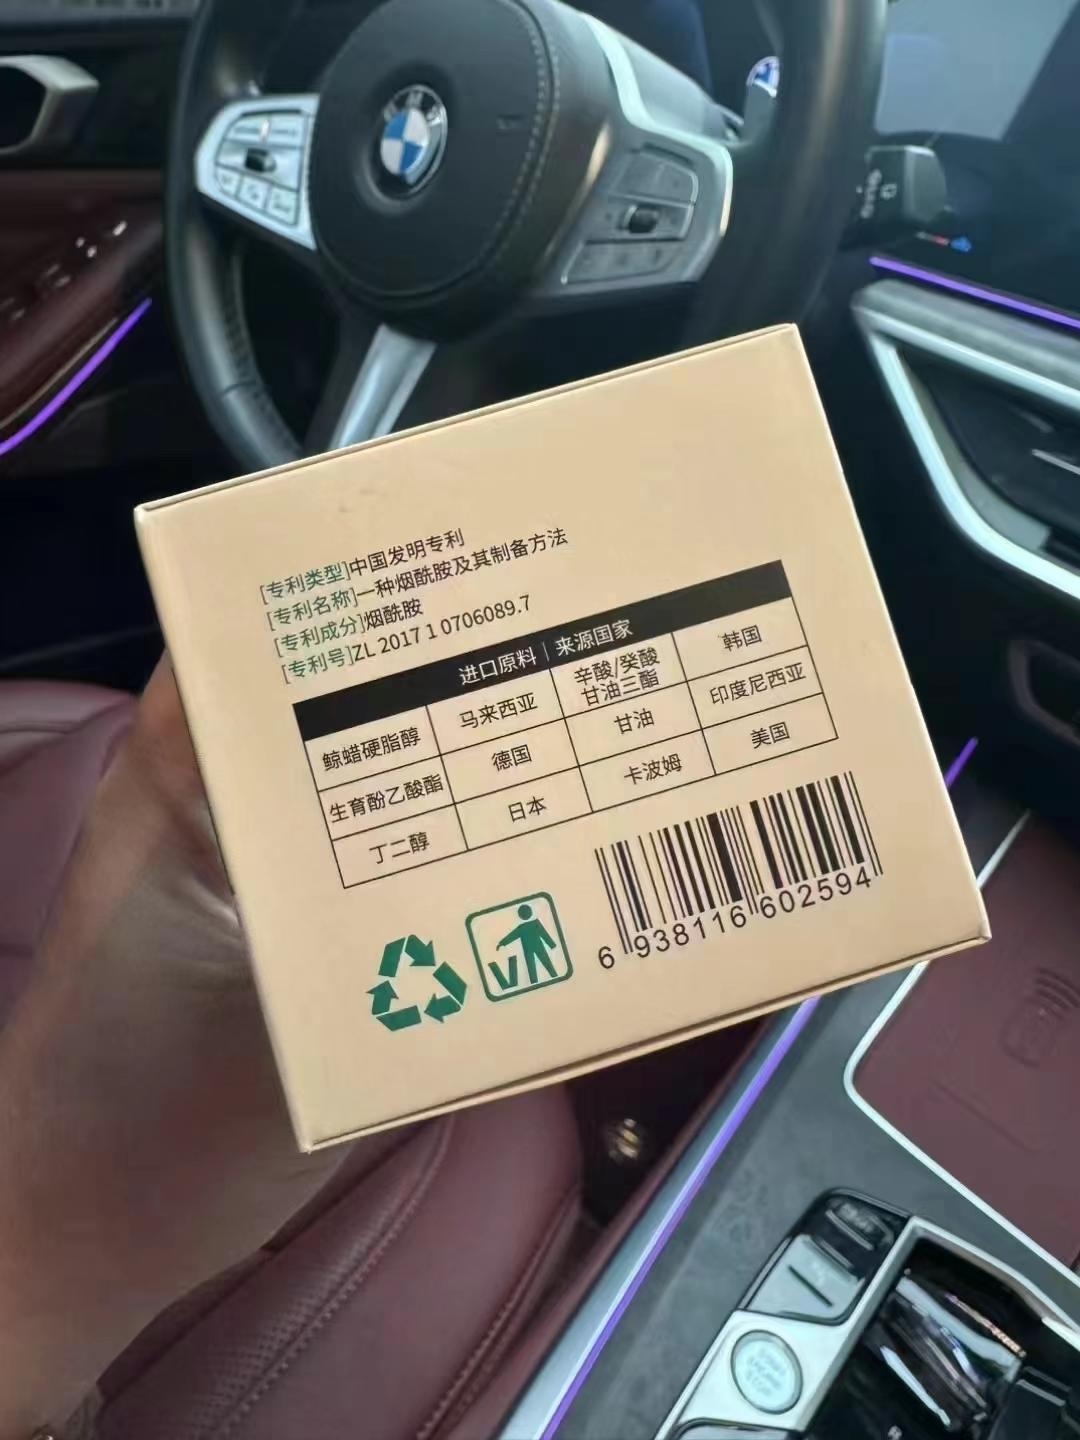 [专利类型]中国发明专利
[专利名称]一种烟酰胺及其制备方法
[专利成分]烟酰胺
[专利号]ZL 2017 1 0706089.7
进口原料 | 来源国家
鲸蜡硬脂醇 马来西亚 辛酸/癸酸甘油三酯 韩国
生育酚乙酸酯 德国 甘油 印度尼西亚
丁二醇 日本 卡波姆 美国
6 938116 602594